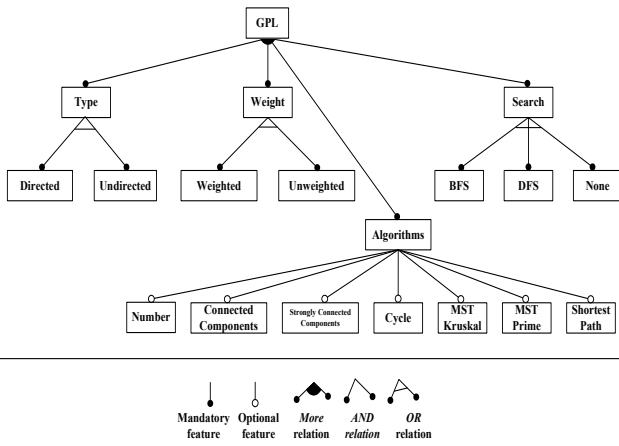 GPL
Type Weight Search
Directed Undirected Weighted Unweighted BFS DFS None
Algorithms
Number Connected Components Strongly Connected Components Cycle MST Kruskal MST Prime Shortest Path
Mandatory feature Optional feature More relation AND relation OR relation